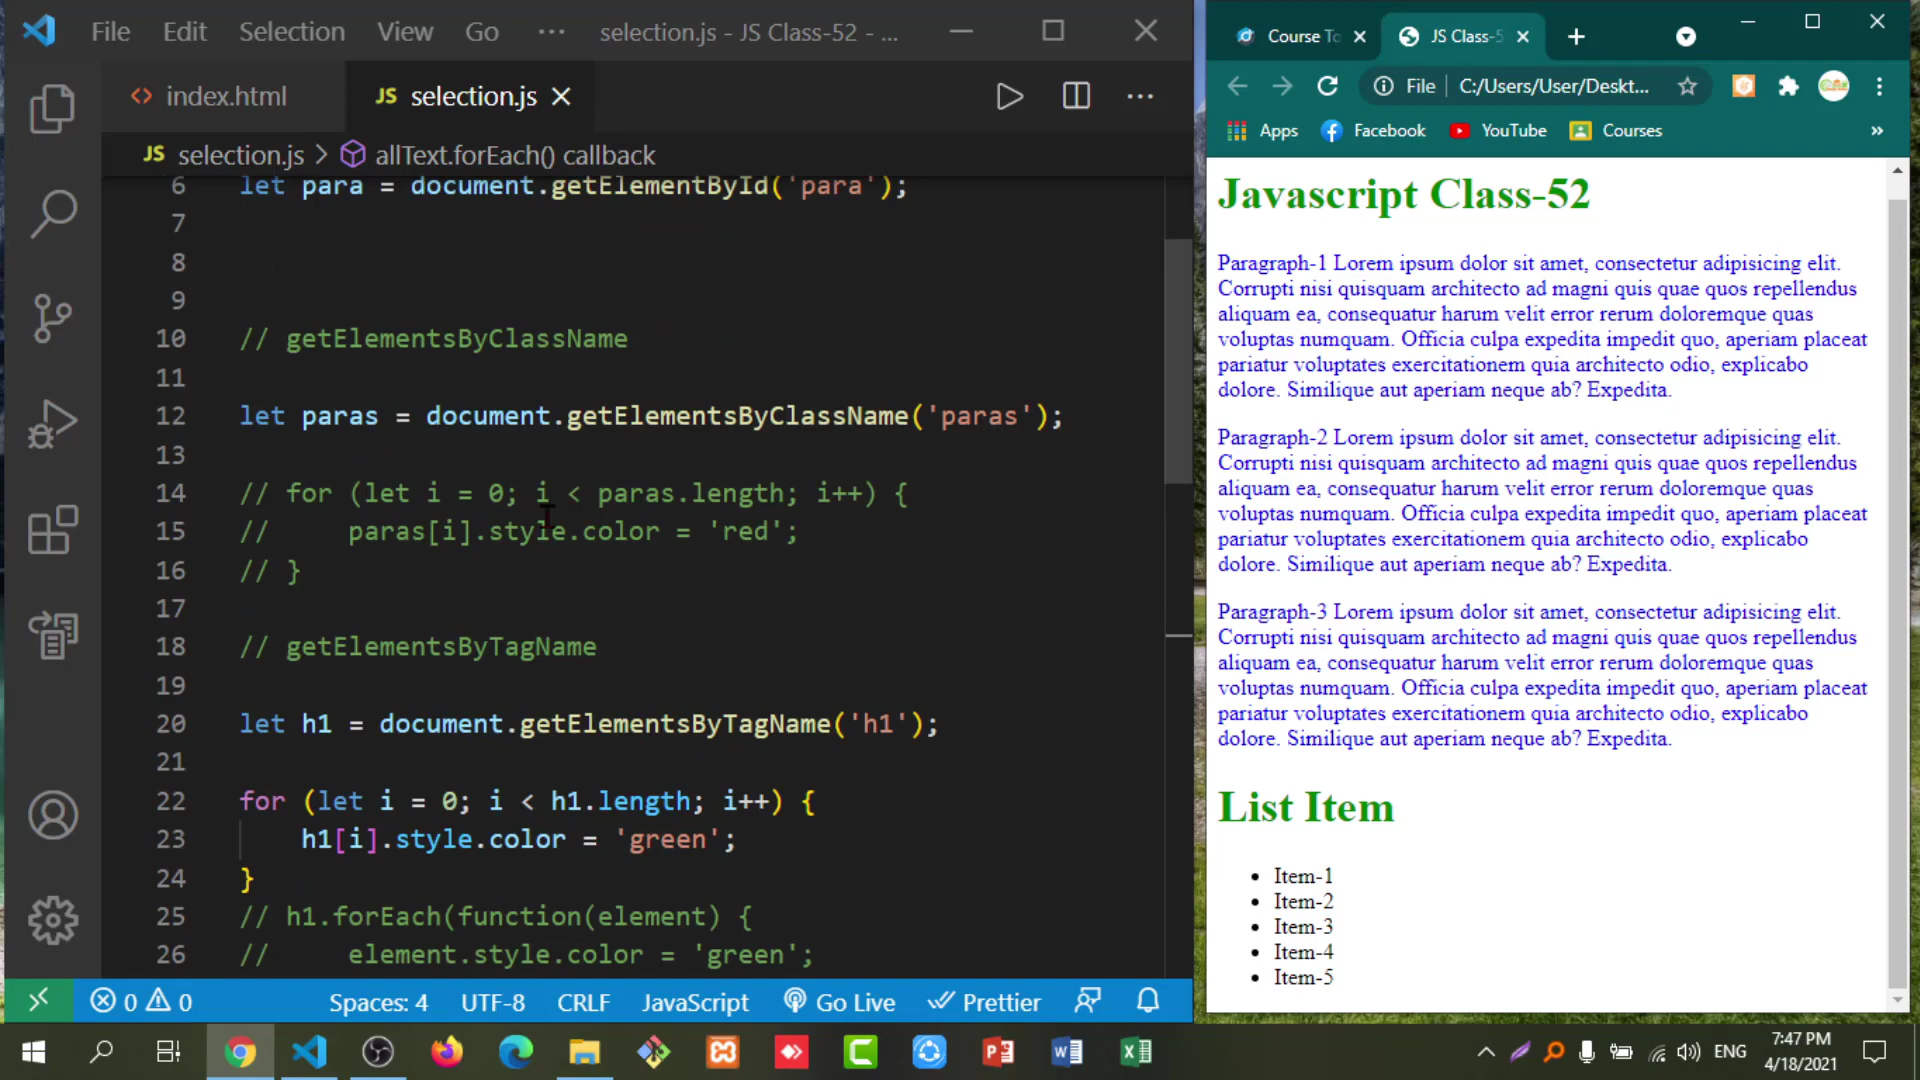 File Edit Selection View Go ··· selection.js - JS Class-52 - ...
index.html
JS selection.js
JS selection.js > allText.forEach() callback
6 let para = document.getElementById('para');
7
8
9
10 // getElementsByClassName
11
12 let paras = document.getElementsByClassName('paras');
13
14 // for (let i = 0; i < paras.length; i++) {
15 //     paras[i].style.color = 'red';
16 // }
17
18 // getElementsByTagName
19
20 let h1 = document.getElementsByTagName('h1');
21
22 for (let i = 0; i < h1.length; i++) {
23     h1[i].style.color = 'green';
24 }
25 // h1.forEach(function(element) {
26 //     element.style.color = 'green';
0 0 Spaces: 4 UTF-8 CRLF JavaScript Go Live Prettier
Course To
JS Class-5
File C:/Users/User/Deskt...
Apps Facebook YouTube Courses »
Javascript Class-52
Paragraph-1 Lorem ipsum dolor sit amet, consectetur adipisicing elit.
Corrupti nisi quisquam architecto ad magni quis quae quos repellendus
aliquam ea, consequatur harum velit error rerum doloremque quas
voluptas numquam. Officia culpa expedita impedit quo, aperiam placeat
pariatur voluptates exercitationem quia architecto odio, explicabo
dolore. Similique aut aperiam neque ab? Expedita.
Paragraph-2 Lorem ipsum dolor sit amet, consectetur adipisicing elit.
Corrupti nisi quisquam architecto ad magni quis quae quos repellendus
aliquam ea, consequatur harum velit error rerum doloremque quas
voluptas numquam. Officia culpa expedita impedit quo, aperiam placeat
pariatur voluptates exercitationem quia architecto odio, explicabo
dolore. Similique aut aperiam neque ab? Expedita.
Paragraph-3 Lorem ipsum dolor sit amet, consectetur adipisicing elit.
Corrupti nisi quisquam architecto ad magni quis quae quos repellendus
aliquam ea, consequatur harum velit error rerum doloremque quas
voluptas numquam. Officia culpa expedita impedit quo, aperiam placeat
pariatur voluptates exercitationem quia architecto odio, explicabo
dolore. Similique aut aperiam neque ab? Expedita.
List Item
• Item-1
• Item-2
• Item-3
• Item-4
• Item-5
ENG
7:47 PM
4/18/2021